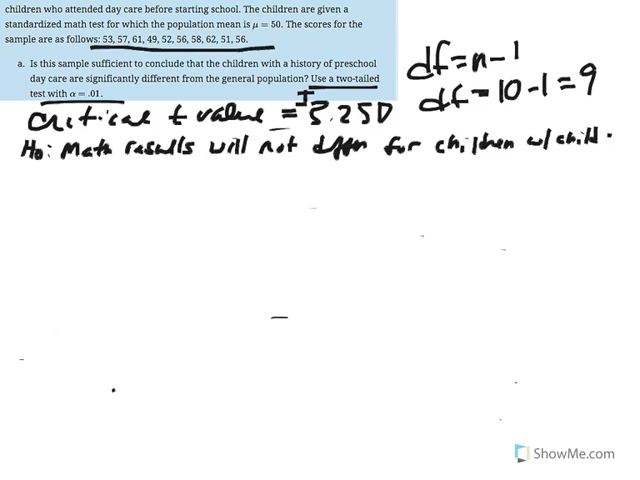 children who attended day care before starting school. The children are given a
standardized math test for which the population mean is μ = 50. The scores for the
sample are as follows: 53, 57, 61, 49, 52, 56, 58, 62, 51, 56.
a. Is this sample sufficient to conclude that the children with a history of preschool
day care are significantly different from the general population? Use a two-tailed
test with α = .01.
df = n - 1
df = 10 - 1 = 9
critical t value = ± 3.250
Ho: Math results will not differ for children w/ child.
ShowMe.com